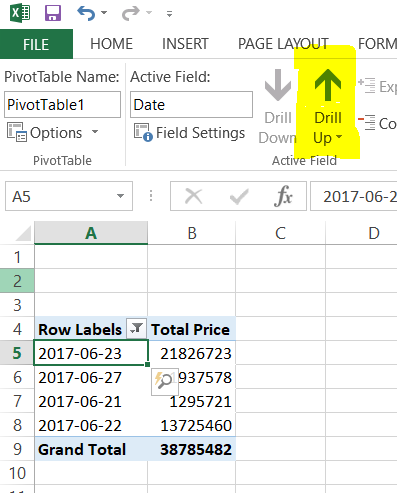 FILE HOME INSERT PAGE LAYOUT FORM
PivotTable Name: Active Field:
PivotTable1 Date
Options Field Settings
Drill Down
Drill Up
Exp
Co
PivotTable Active Field
A5 fx 2017-06-2
A B C D
1
2
3
4 Row Labels Total Price
5 2017-06-23 21826723
6 2017-06-27 937578
7 2017-06-21 1295721
8 2017-06-22 13725460
9 Grand Total 38785482
10